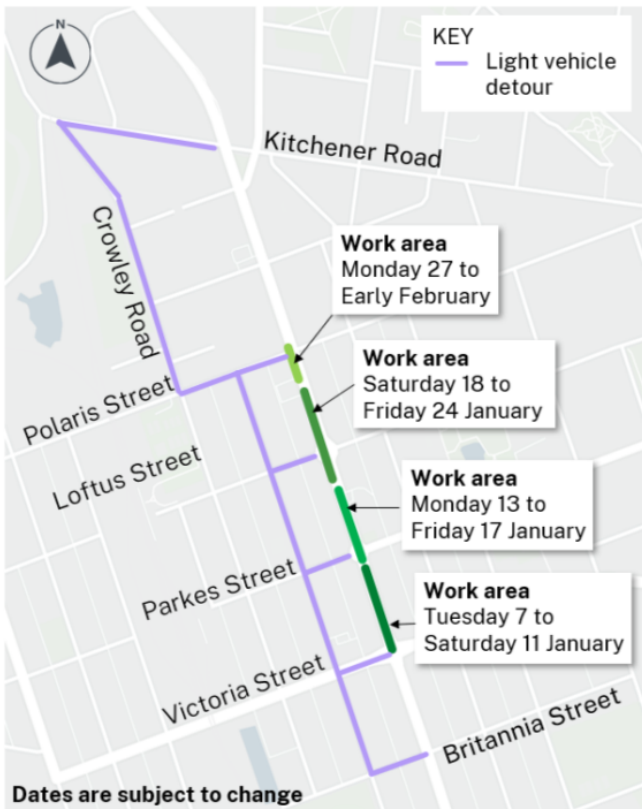 N
KEY
Light vehicle
detour
Kitchener Road
Crowley Road
Work area
Monday 27 to
Early February
Work area
Saturday 18 to
Friday 24 January
Polaris Street
Loftus Street
Work area
Monday 13 to
Friday 17 January
Parkes Street
Work area
Tuesday 7 to
Saturday 11 January
Victoria Street
Britannia Street
Dates are subject to change